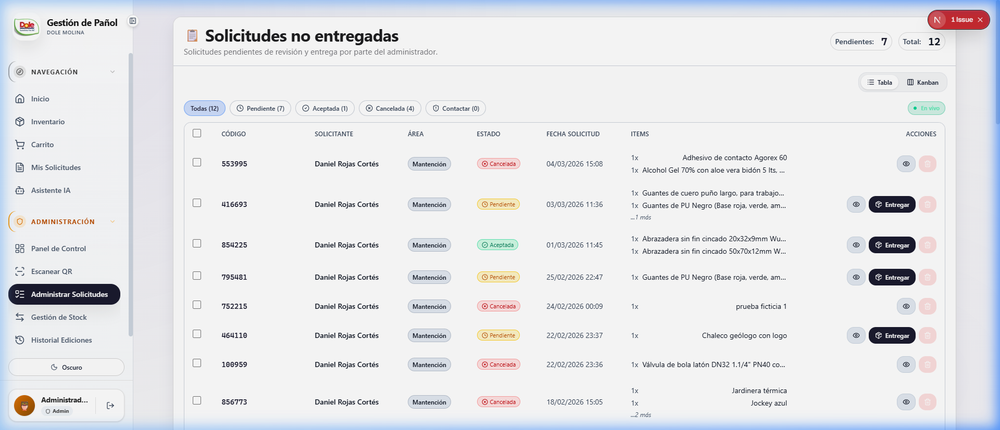 Dole
Gestión de Pañol
DOLE MOLINA
NAVEGACIÓN
Inicio
Inventario
Carrito
Mis Solicitudes
Asistente IA
ADMINISTRACIÓN
Panel de Control
Escanear QR
Administrar Solicitudes
Gestión de Stock
Historial Ediciones
Oscuro
Administrad...
Admin
Solicitudes no entregadas
Solicitudes pendientes de revisión y entrega por parte del administrador.
Pendientes: 7
Total: 12
N 1 Issue
Tabla
Kanban
Todas (12)
Pendiente (7)
Aceptada (1)
Cancelada (4)
Contactar (0)
En vivo
CÓDIGO SOLICITANTE ÁREA ESTADO FECHA SOLICITUD ITEMS ACCIONES
553995 Daniel Rojas Cortés Mantención Cancelada 04/03/2026 15:08
1x Adhesivo de contacto Agorex 60
1x Alcohol Gel 70% con aloe vera bidón 5 lts, ...
416693 Daniel Rojas Cortés Mantención Pendiente 03/03/2026 11:36
1x Guantes de cuero puño largo, para trabajo...
1x Guantes de PU Negro (Base roja, verde, am...
...1 más
Entregar
854225 Daniel Rojas Cortés Mantención Aceptada 01/03/2026 11:45
1x Abrazadera sin fin cincado 20x32x9mm Wu...
1x Abrazadera sin fin cincado 50x70x12mm W...
Entregar
795481 Daniel Rojas Cortés Mantención Pendiente 25/02/2026 22:47 1x Guantes de PU Negro (Base roja, verde, am... Entregar
752215 Daniel Rojas Cortés Mantención Cancelada 24/02/2026 00:09 1x prueba ficticia 1
464110 Daniel Rojas Cortés Mantención Pendiente 22/02/2026 23:37 1x Chaleco geólogo con logo Entregar
100959 Daniel Rojas Cortés Mantención Cancelada 22/02/2026 23:36 1x Válvula de bola latón DN32 1.1/4" PN40 co...
856773 Daniel Rojas Cortés Mantención Cancelada 18/02/2026 15:05
1x Jardinera térmica
1x Jockey azul
...2 más